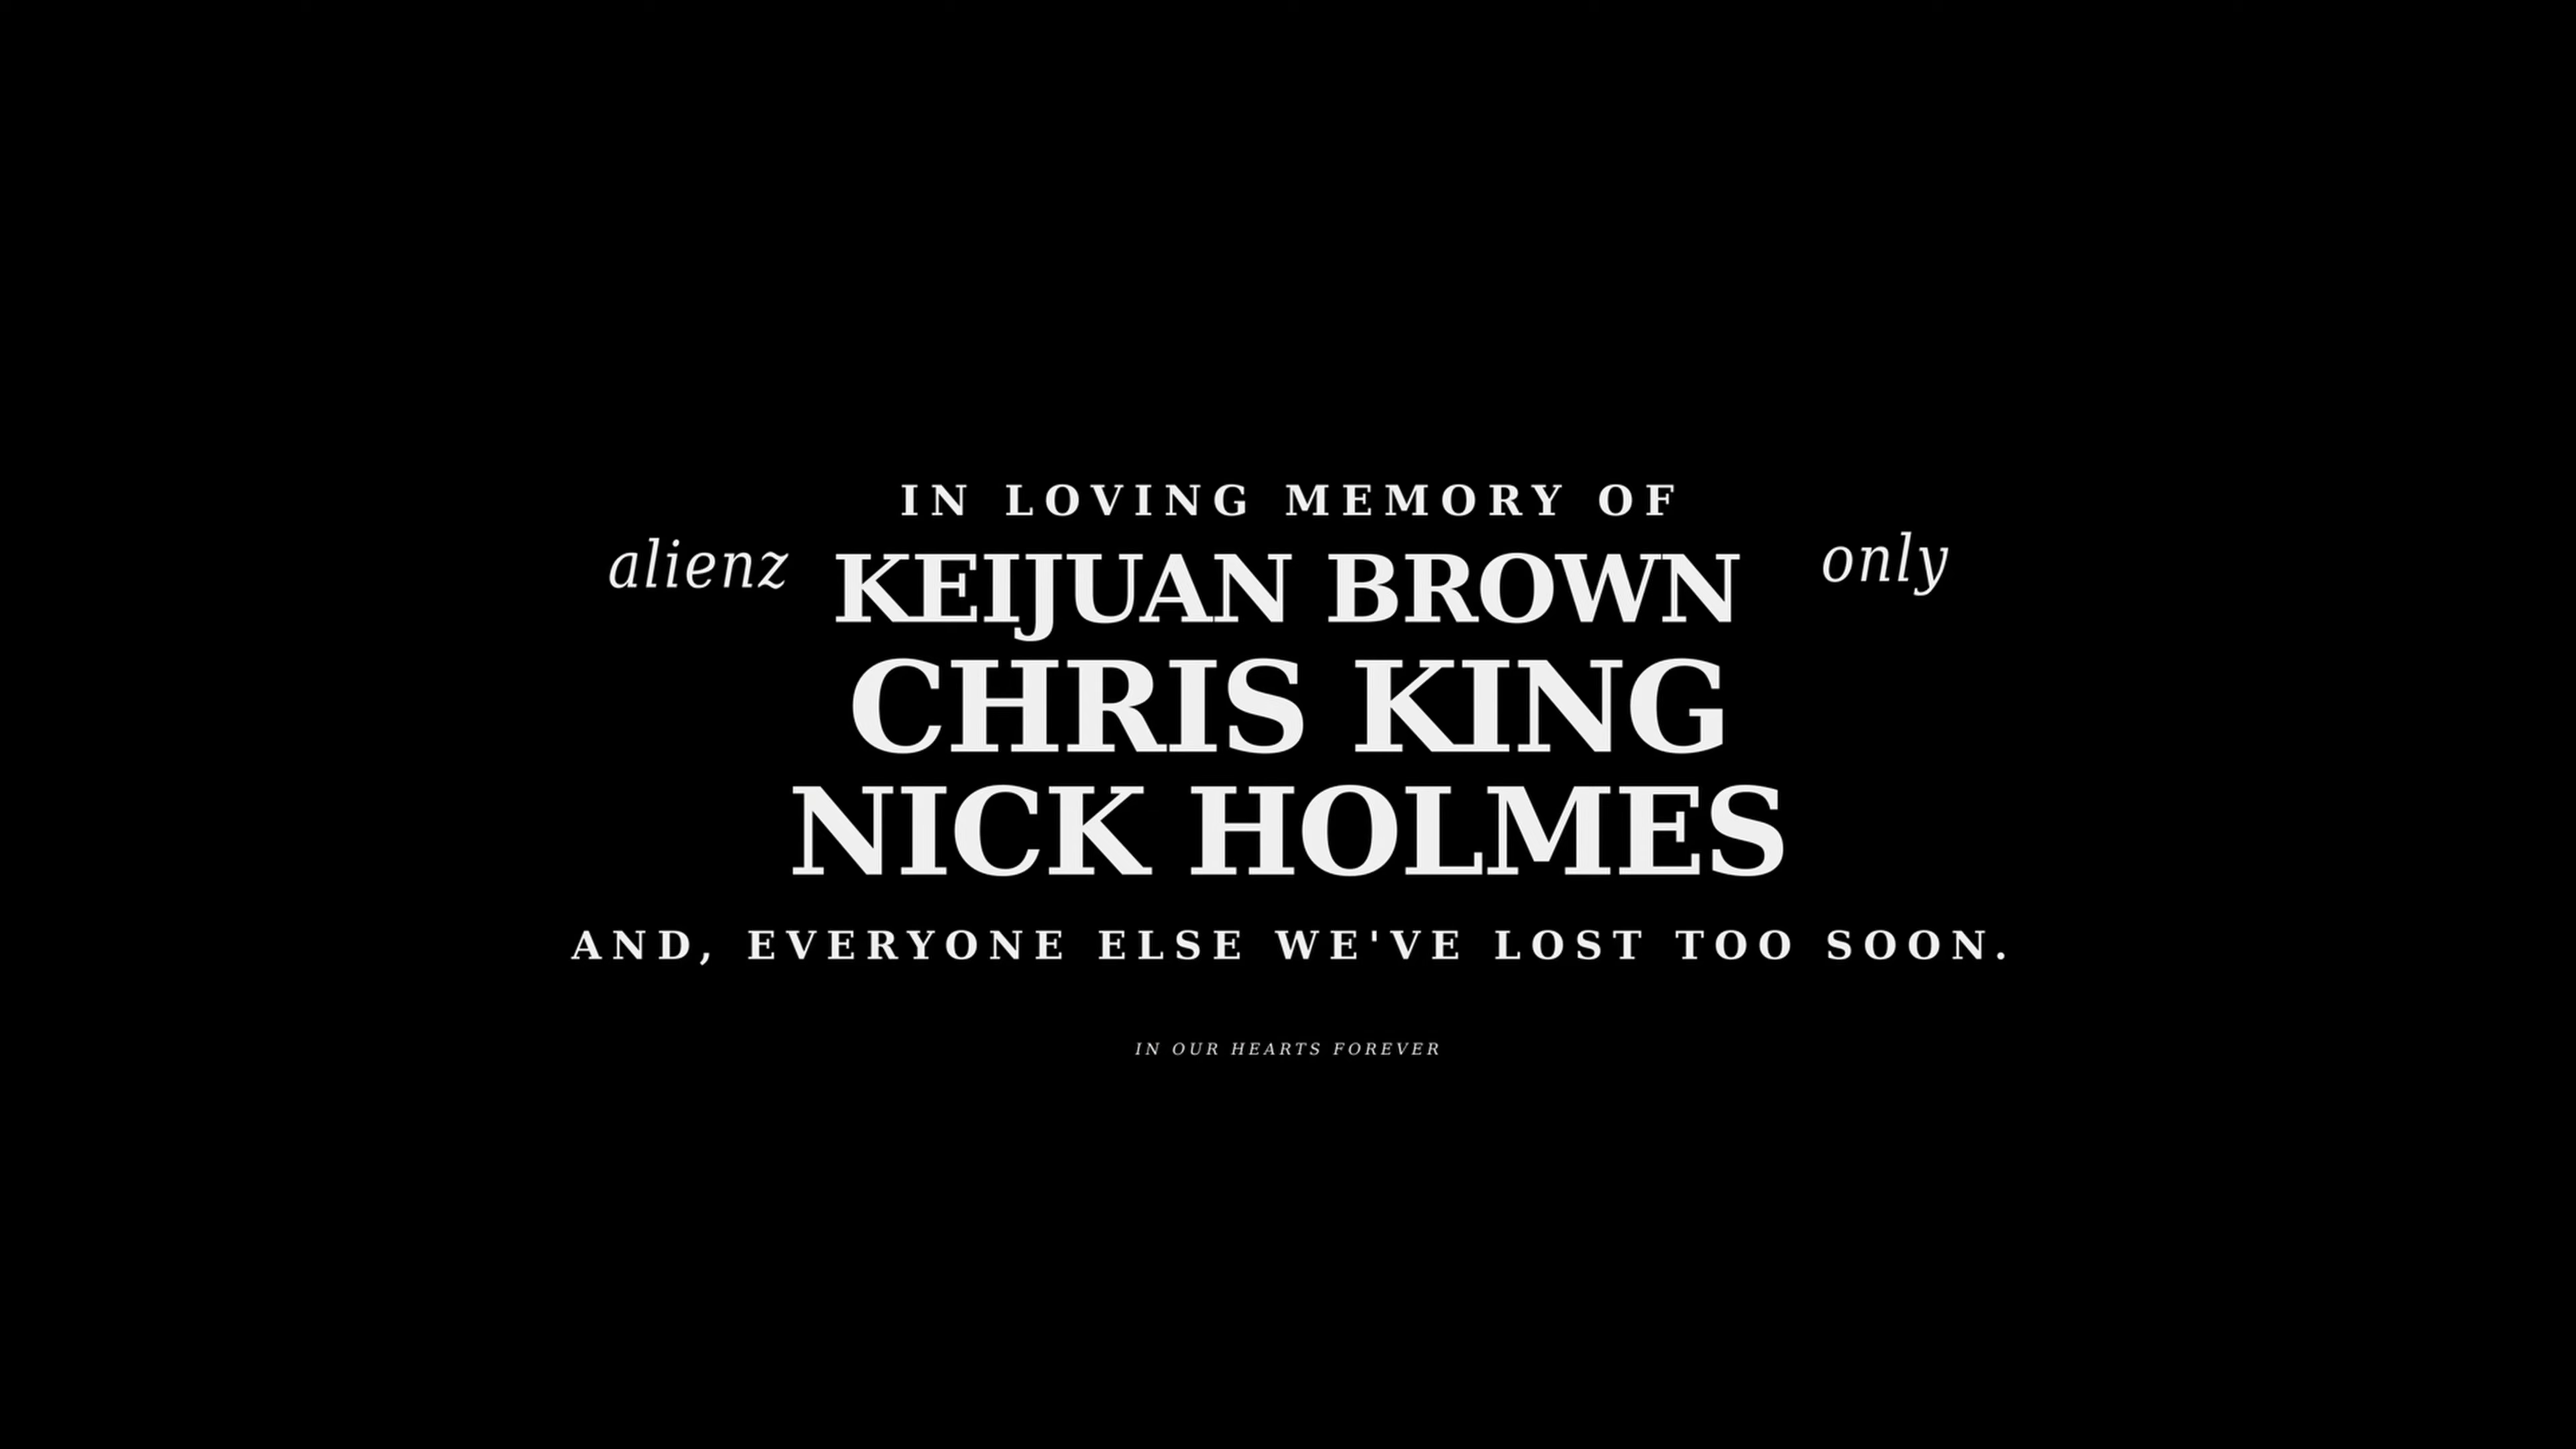 IN LOVING MEMORY OF
alienz KEIJUAN BROWN only
CHRIS KING
NICK HOLMES
AND, EVERYONE ELSE WE'VE LOST TOO SOON.
IN OUR HEARTS FOREVER